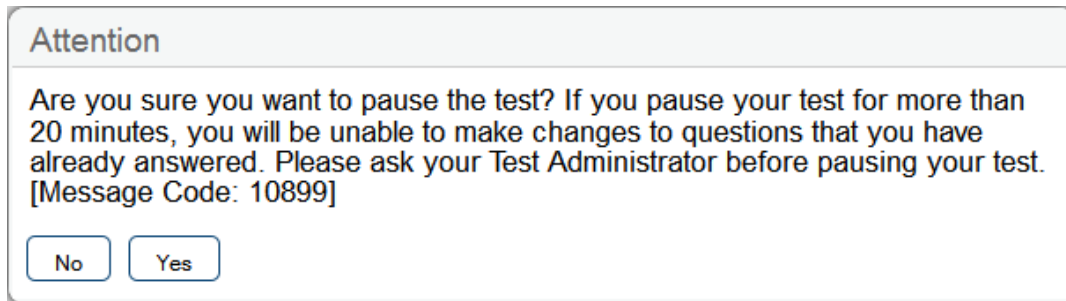 Attention
Are you sure you want to pause the test? If you pause your test for more than
20 minutes, you will be unable to make changes to questions that you have
already answered. Please ask your Test Administrator before pausing your test.
[Message Code: 10899]
No Yes